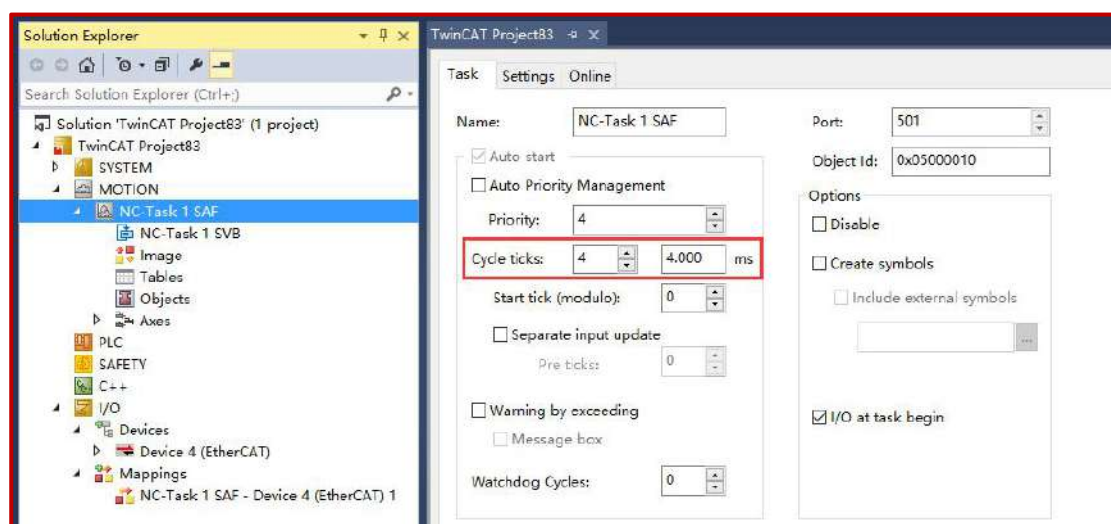 Solution Explorer
Search Solution Explorer (Ctrl+;)
Solution 'TwinCAT Project83' (1 project)
TwinCAT Project83
SYSTEM
MOTION
NC-Task 1 SAF
NC-Task 1 SVB
Image
Tables
Objects
Axes
PLC
SAFETY
C++
I/O
Devices
Device 4 (EtherCAT)
Mappings
NC-Task 1 SAF - Device 4 (EtherCAT) 1
TwinCAT Project83
Task Settings Online
Name: NC-Task 1 SAF
Auto start
Auto Priority Management
Priority: 4
Cycle ticks: 4 4.000 ms
Start tick (modulo): 0
Separate input update
Pre ticks: 0
Warning by exceeding
Message box
Watchdog Cycles: 0
Port: 501
Object Id: 0x05000010
Options
Disable
Create symbols
Include external symbols
...
I/O at task begin